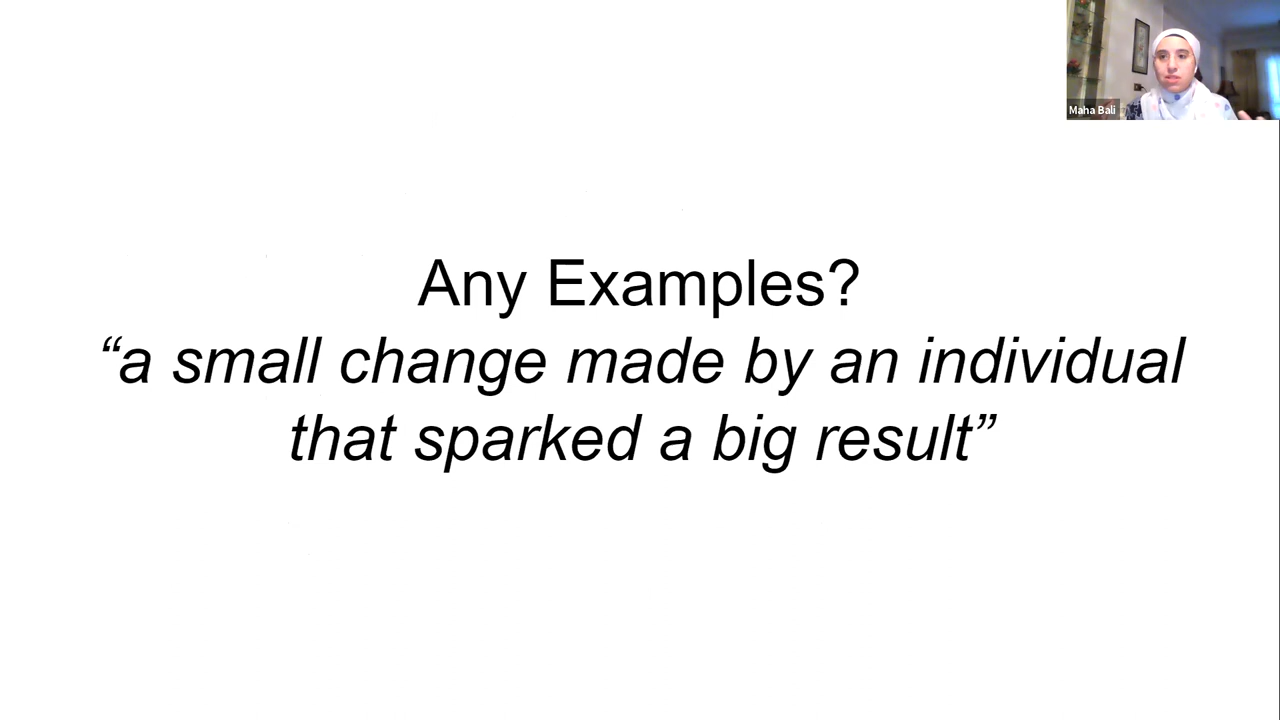 Maha Bali
Any Examples?
“a small change made by an individual
that sparked a big result”